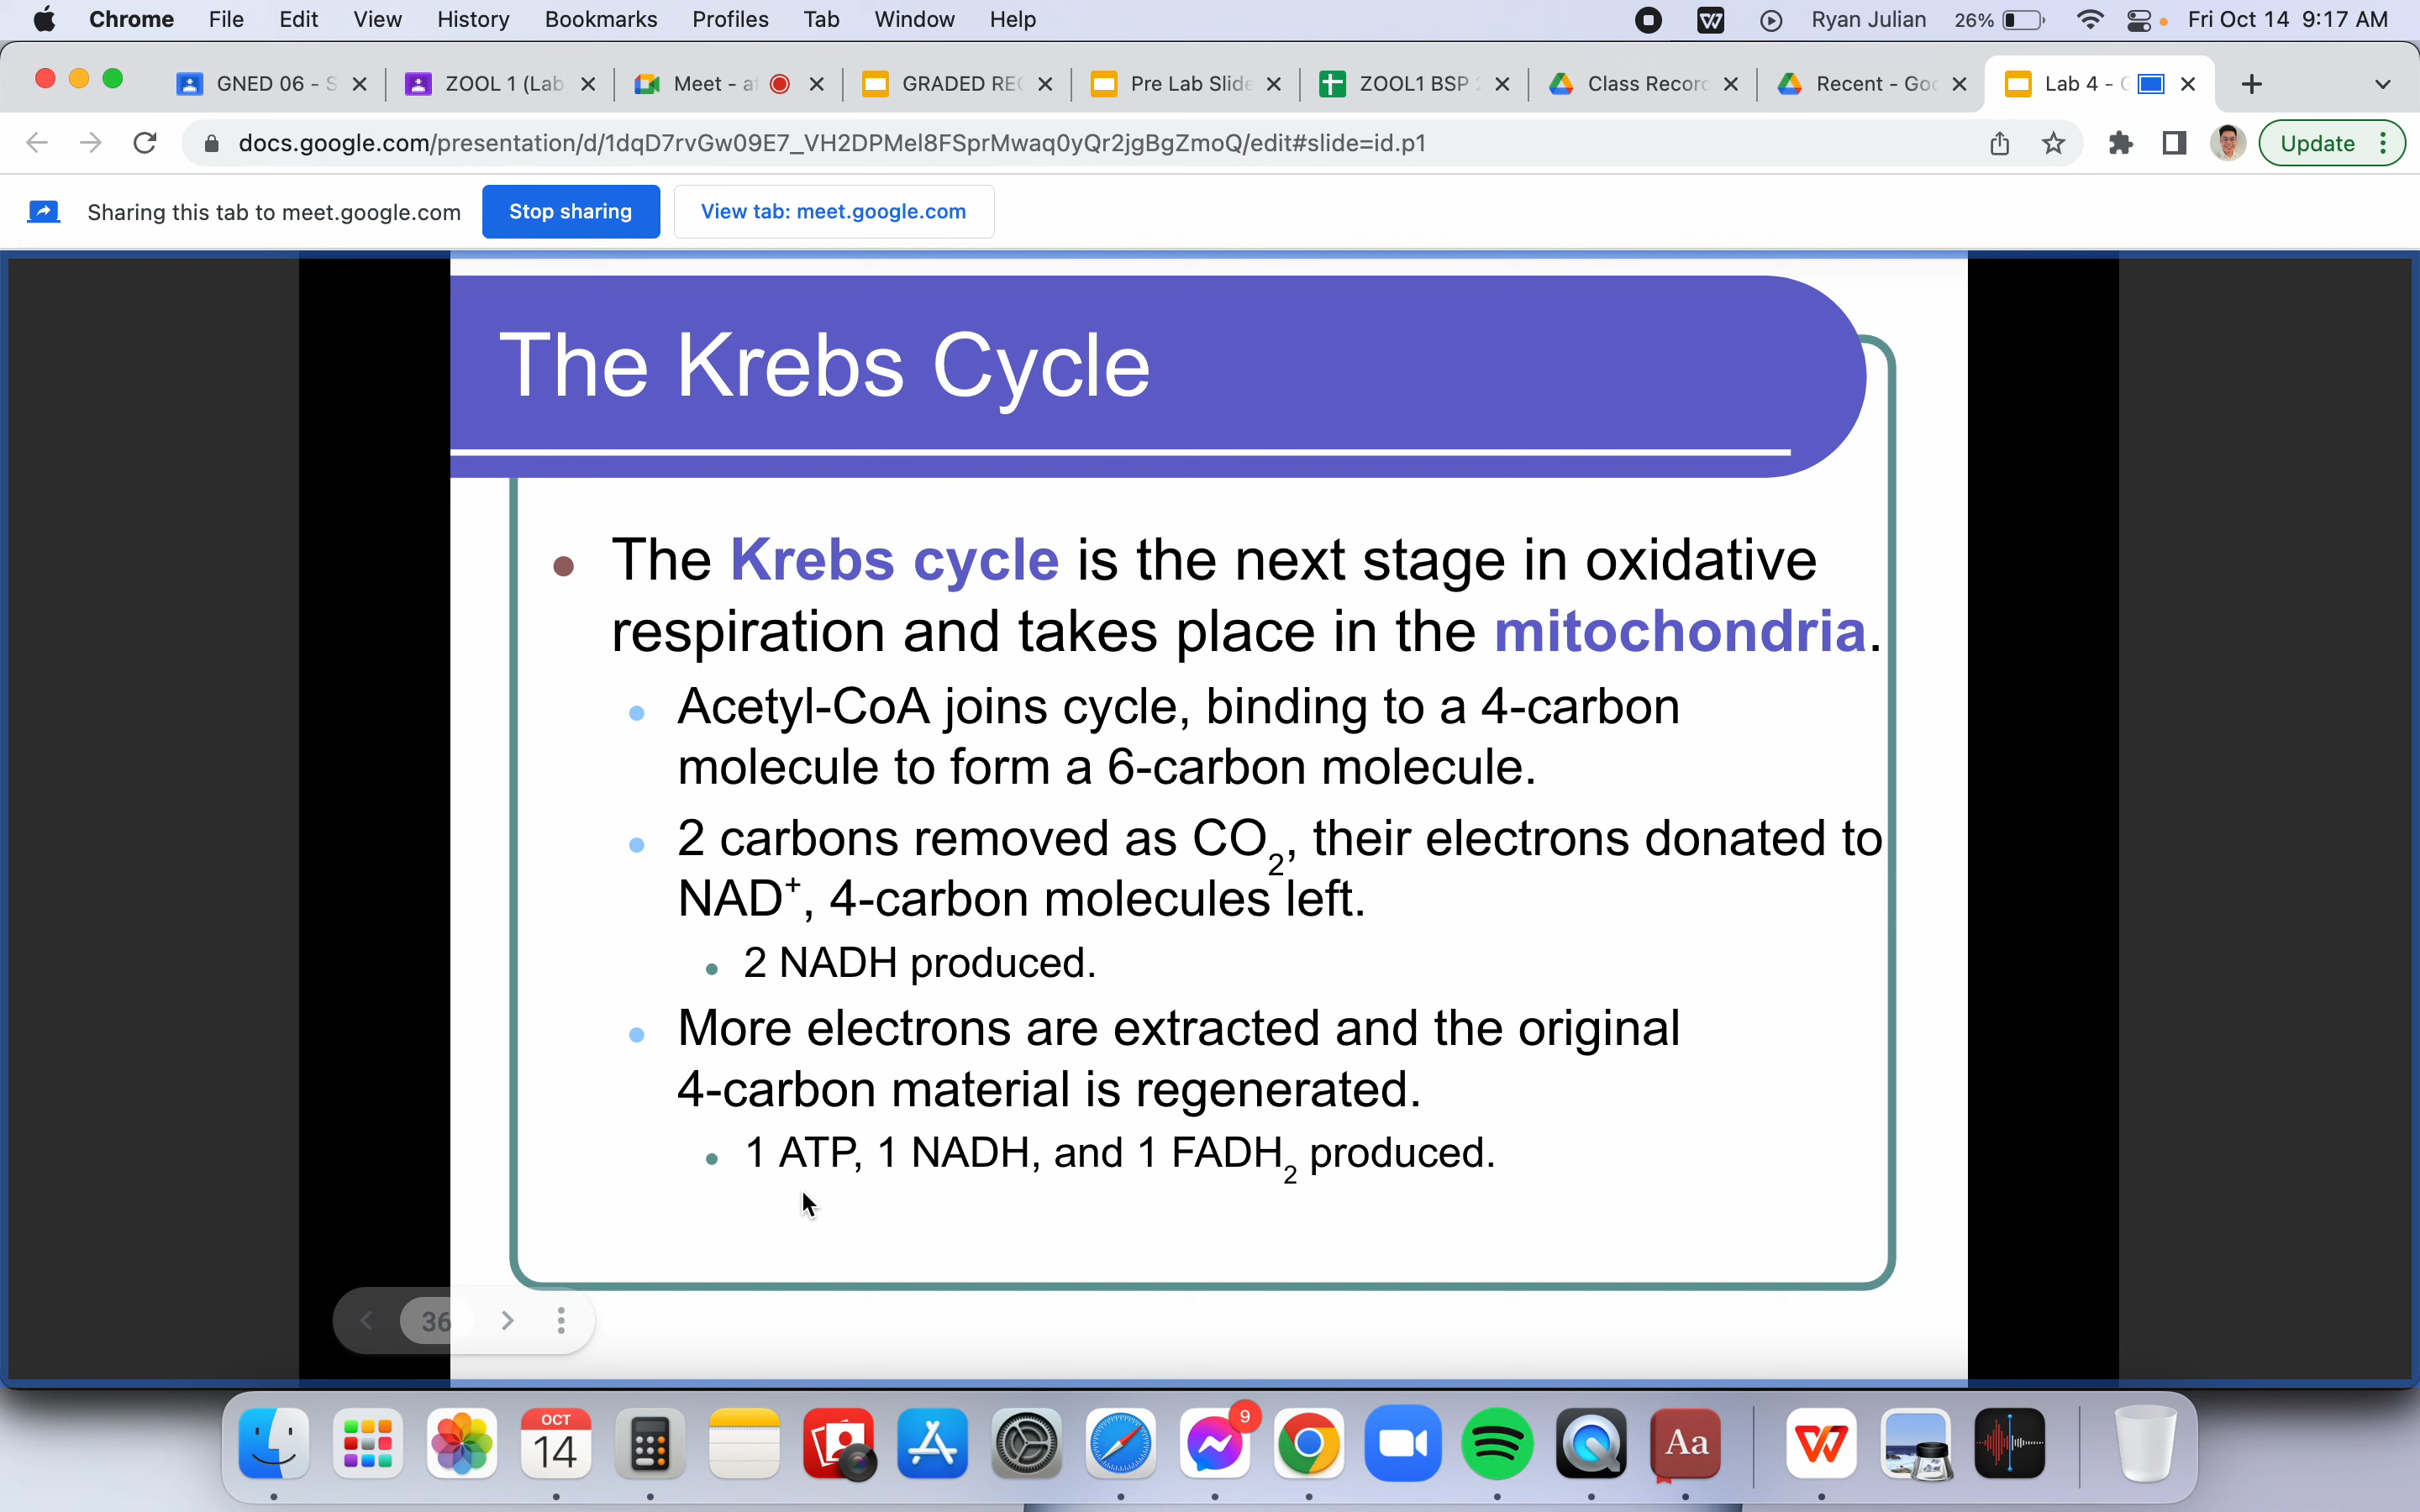 Chrome File Edit View History Bookmarks Profiles Tab Window Help Ryan Julian 26% Fri Oct 14 9:17 AM
GNED 06 - S ZOOL 1 (Lab Meet - GRADED REC Pre Lab Slide ZOOL1 BSP Class Record Recent - Goo Lab 4 -
docs.google.com/presentation/d/1dqD7rvGw09E7_VH2DPMel8FSprMwaq0yQr2jgBgZmoQ/edit#slide=id.p1 Update
Sharing this tab to meet.google.com Stop sharing View tab: meet.google.com
The Krebs Cycle
The Krebs cycle is the next stage in oxidative
respiration and takes place in the mitochondria.
Acetyl-CoA joins cycle, binding to a 4-carbon
molecule to form a 6-carbon molecule.
2 carbons removed as CO₂, their electrons donated to
NAD⁺, 4-carbon molecules left.
2 NADH produced.
More electrons are extracted and the original
4-carbon material is regenerated.
1 ATP, 1 NADH, and 1 FADH₂ produced.
36
OCT 9
14 Aa